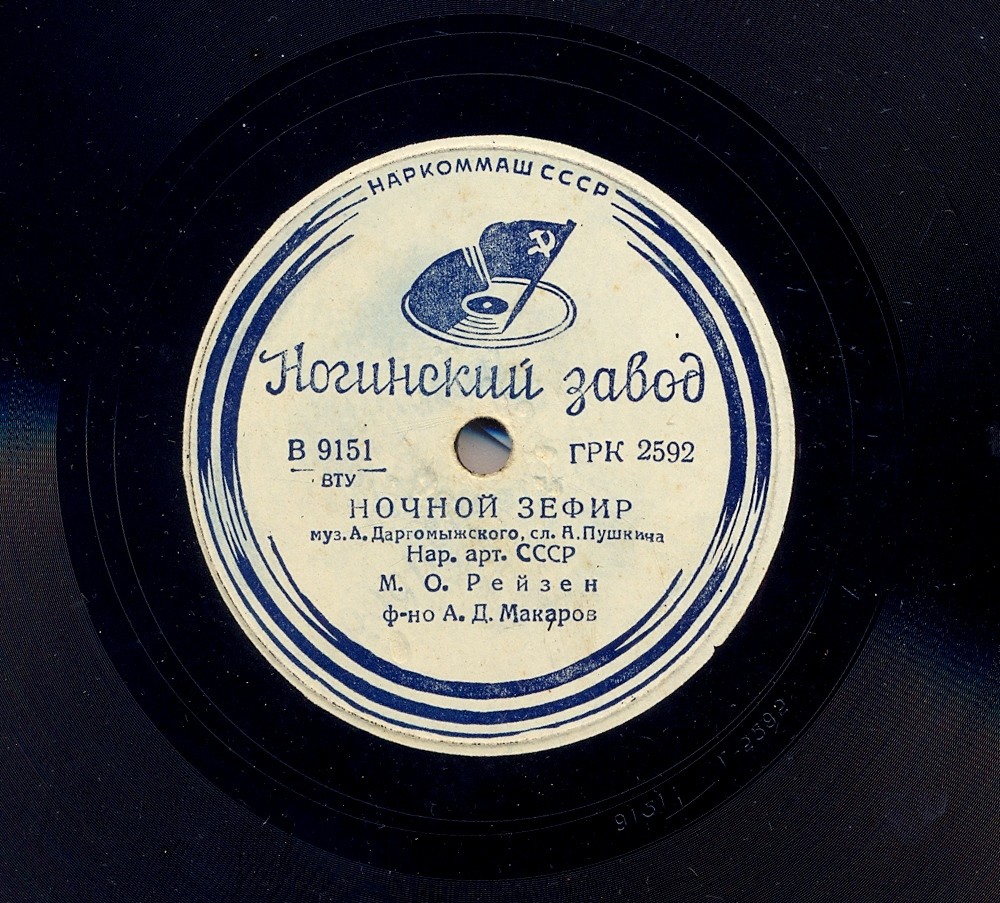 НАРКОММАШ СССР
Ногинский завод
В 9151 ГРК 2592
ВТУ
НОЧНОЙ ЗЕФИР
муз. А. Даргомыжского, сл. А. Пушкина
Нар. арт. СССР
М. О. Рейзен
ф-но А. Д. Макаров
9151